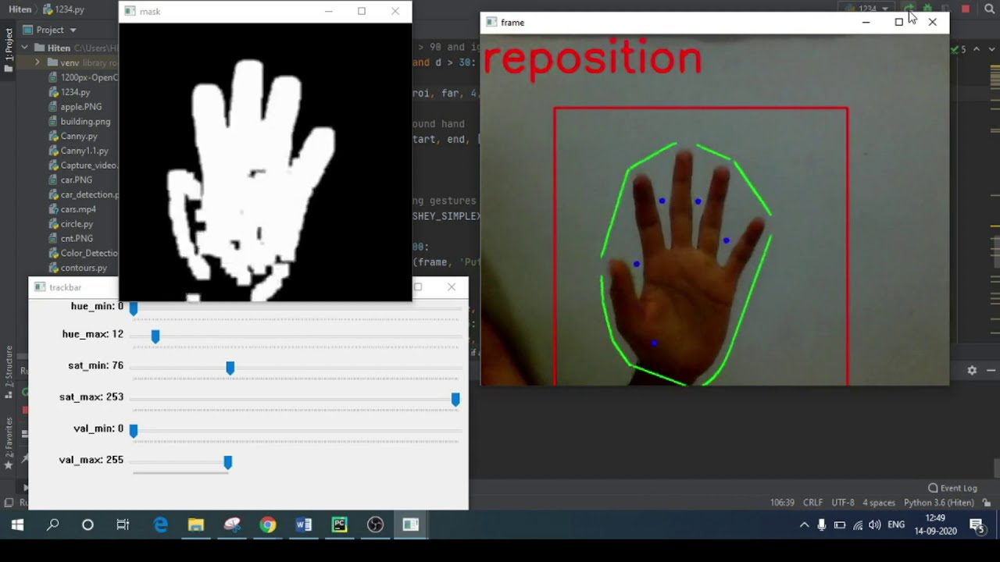 Hiten
1234.py
1234
mask
frame
Project
1: Project
Hiten C:\Users\Hi
venv library ro
1200px-OpenC
1234.py
apple.PNG
building.png
Canny.py
Canny1.1.py
Capture_video.
car.PNG
car_detection.p
cars.mp4
circle.py
cnt.PNG
Color_Detectio
contours.py
> 90 and
and d > 30:
roi, far, 4,
ound hand
tart, end,
ng gestures
SHEY_SIMPLEX
00:
(frame, 'Put
5
reposition
trackbar
hue_min: 0
hue_max: 12
sat_min: 76
sat_max: 253
val_min: 0
val_max: 255
Z: Structure
2: Favorites
Event Log
106:39 CRLF UTF-8 4 spaces Python 3.6 (Hiten)
ENG
12:49
14-09-2020
5